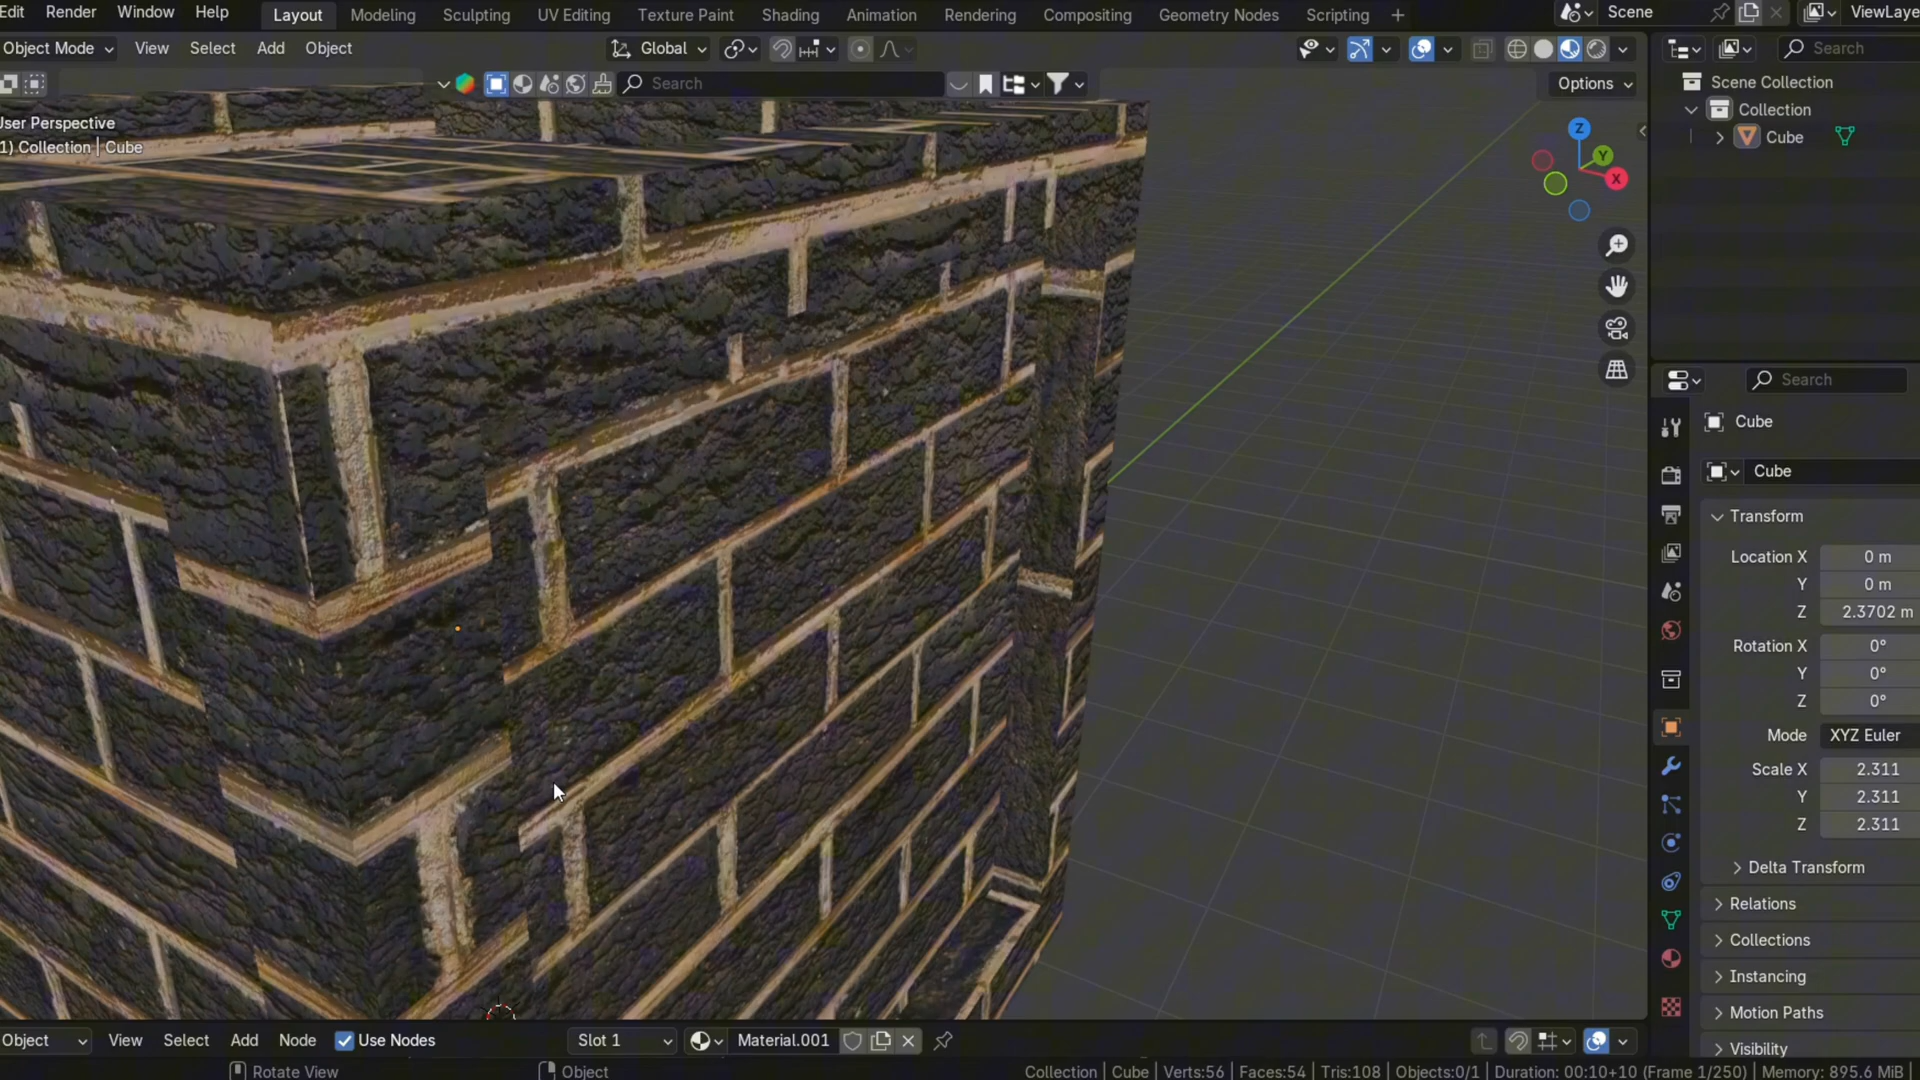 Edit Render Window Help Layout Modeling Sculpting UV Editing Texture Paint Shading Animation Rendering Compositing Geometry Nodes Scripting + Scene ViewLaye
Object Mode View Select Add Object Global Search
Search Options
User Perspective
1) Collection | Cube
Z
Y
X
Scene Collection
Collection
Cube
Search
Cube
Cube
Transform
Location X 0 m
Y 0 m
Z 2.3702 m
Rotation X 0°
Y 0°
Z 0°
Mode XYZ Euler
Scale X 2.311
Y 2.311
Z 2.311
Delta Transform
Relations
Collections
Instancing
Motion Paths
Visibility
Object View Select Add Node Use Nodes Slot 1 Material.001
Rotate View Object Collection | Cube | Verts:56 | Faces:54 | Tris:108 | Objects:0/1 | Duration: 00:10+10 (Frame 1/250) | Memory: 895.6 MiB |